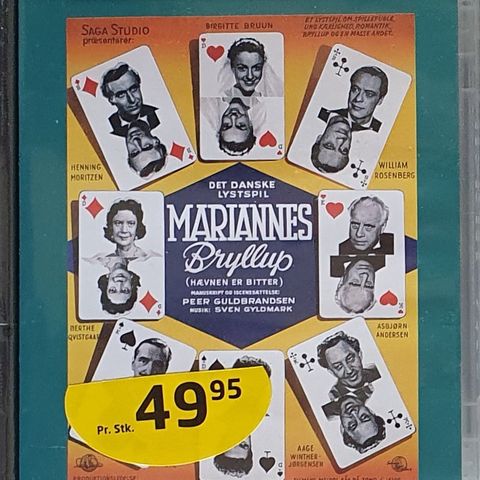 SAGA STUDIO
præsenterer:
BIRGITTE BRUUN
ET LYSTSPIL OM SPILLEFUGLE,
UNG KÆRLIGHED, ROMANTIK,
BRYLLUP OG EN MASSE ANDET.
HENNING
MORITZEN
WILLIAM
ROSENBERG
DET DANSKE
LYSTSPIL
MARIANNES
Bryllup
(HÆVNEN ER BITTER)
MANUSKRIPT OG ISCENESÆTTELSE:
PEER GULDBRANDSEN
MUSIK: SVEN GYLDMARK
BERTHE
QVISTGAARD
ASBJØRN
ANDERSEN
Pr. Stk. 49 95
AAGE
WINTHER-
JØRGENSEN
PRODUKTIONSLEDELSE